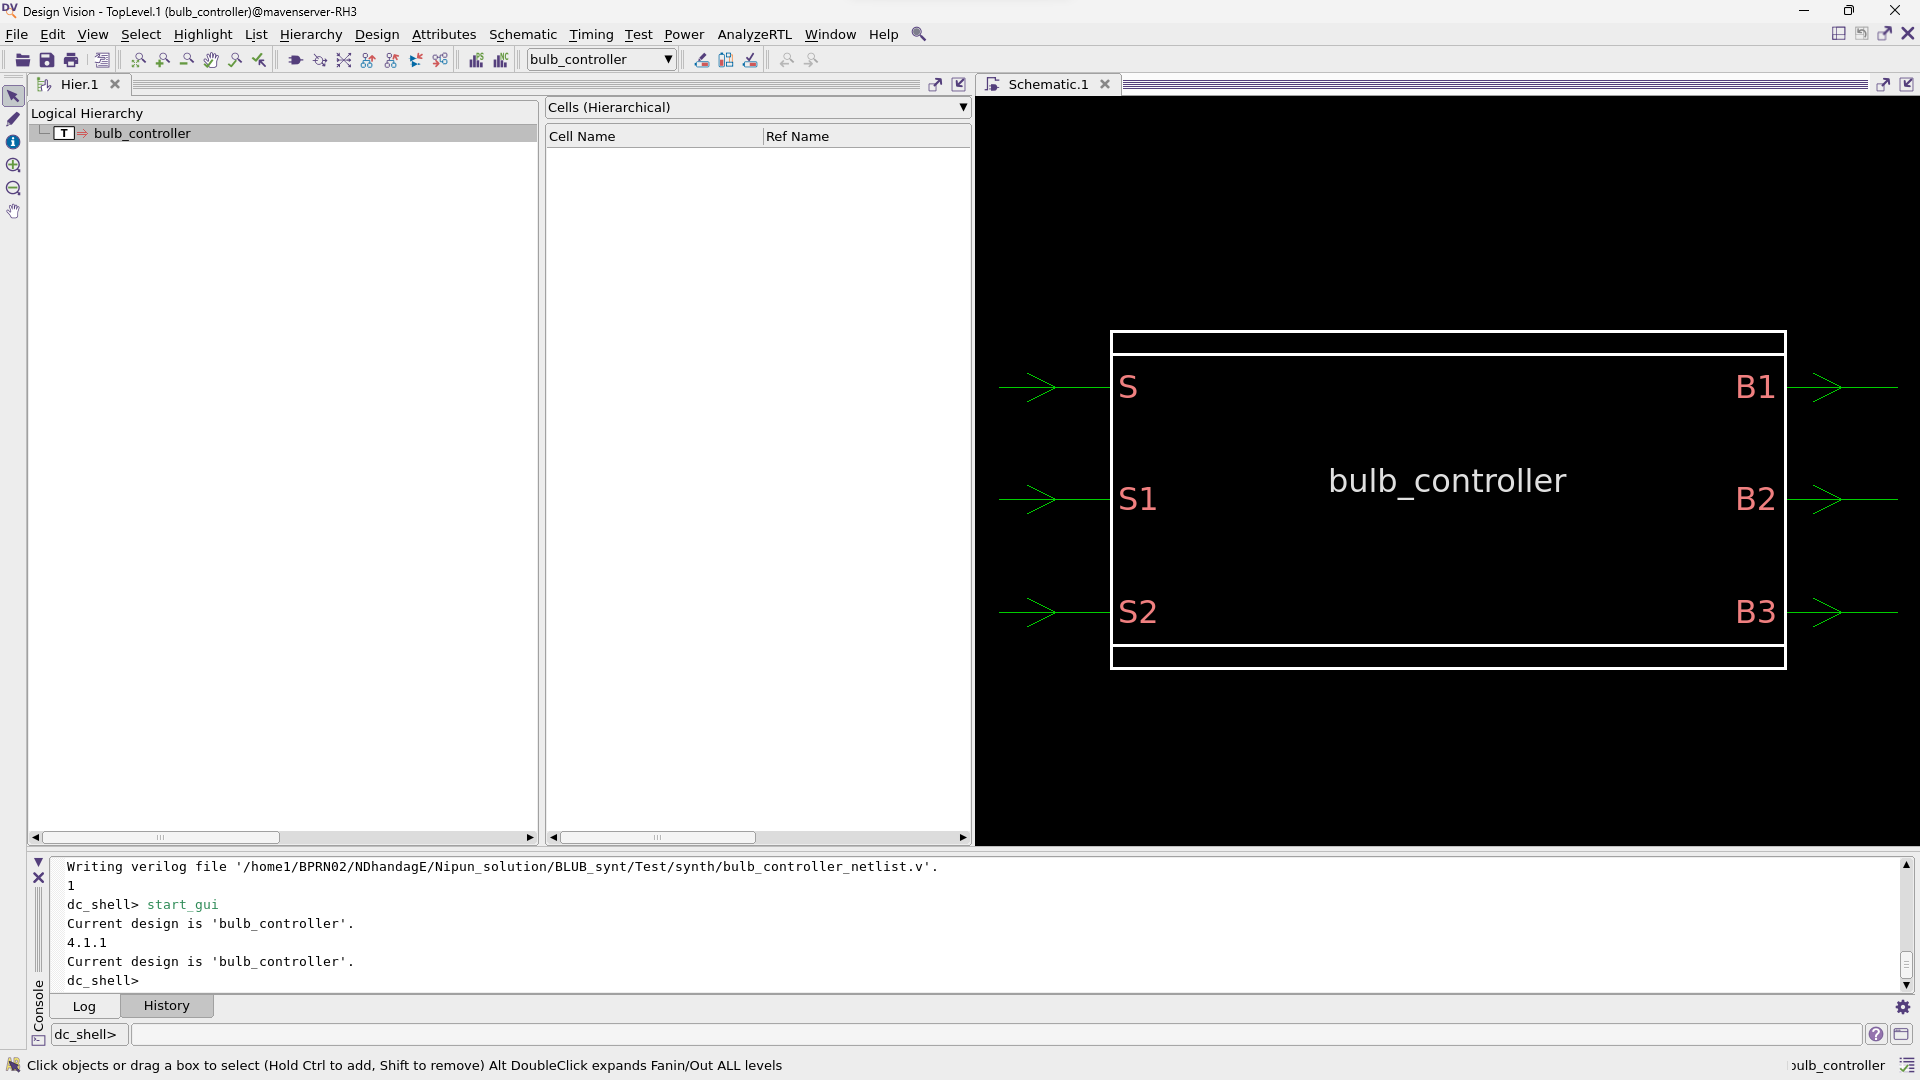 Design Vision - TopLevel.1 (bulb_controller)@mavenserver-RH3
File Edit View Select Highlight List Hierarchy Design Attributes Schematic Timing Test Power AnalyzeRTL Window Help
bulb_controller
Hier.1
Schematic.1
Logical Hierarchy
T bulb_controller
Cells (Hierarchical)
Cell Name Ref Name
S B1
bulb_controller
S1 B2
S2 B3
Writing verilog file '/home1/BPRN02/NDhandagE/Nipun_solution/BLUB_synt/Test/synth/bulb_controller_netlist.v'.
1
dc_shell> start_gui
Current design is 'bulb_controller'.
4.1.1
Current design is 'bulb_controller'.
dc_shell>
Console
Log History
dc_shell>
Click objects or drag a box to select (Hold Ctrl to add, Shift to remove) Alt DoubleClick expands Fanin/Out ALL levels
bulb_controller